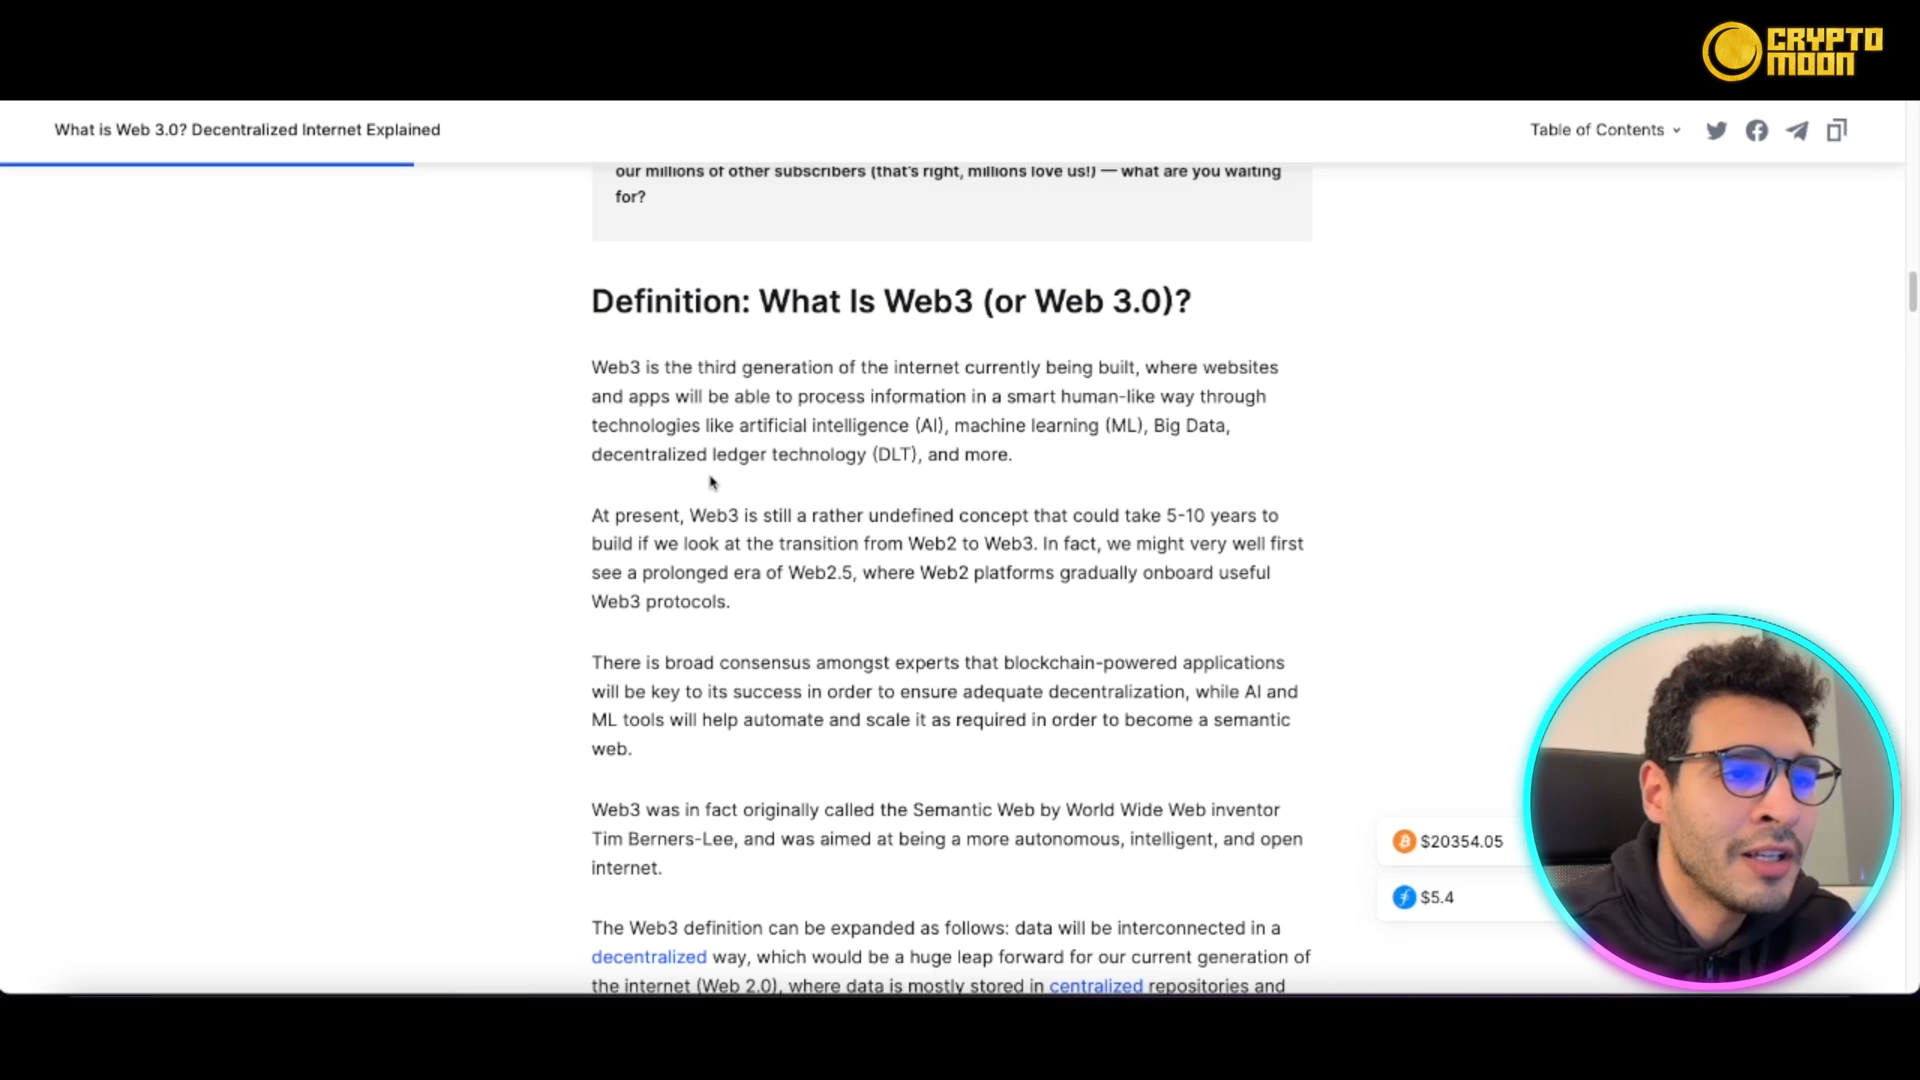 CRYPTO
MOON
What is Web 3.0? Decentralized Internet Explained
Table of Contents
our millions of other subscribers (that's right, millions love us!) — what are you waiting
for?
Definition: What Is Web3 (or Web 3.0)?
Web3 is the third generation of the internet currently being built, where websites
and apps will be able to process information in a smart human-like way through
technologies like artificial intelligence (AI), machine learning (ML), Big Data,
decentralized ledger technology (DLT), and more.
At present, Web3 is still a rather undefined concept that could take 5-10 years to
build if we look at the transition from Web2 to Web3. In fact, we might very well first
see a prolonged era of Web2.5, where Web2 platforms gradually onboard useful
Web3 protocols.
There is broad consensus amongst experts that blockchain-powered applications
will be key to its success in order to ensure adequate decentralization, while AI and
ML tools will help automate and scale it as required in order to become a semantic
web.
Web3 was in fact originally called the Semantic Web by World Wide Web inventor
Tim Berners-Lee, and was aimed at being a more autonomous, intelligent, and open
internet.
$20354.05
$5.4
The Web3 definition can be expanded as follows: data will be interconnected in a
decentralized way, which would be a huge leap forward for our current generation of
the internet (Web 2.0), where data is mostly stored in centralized repositories and